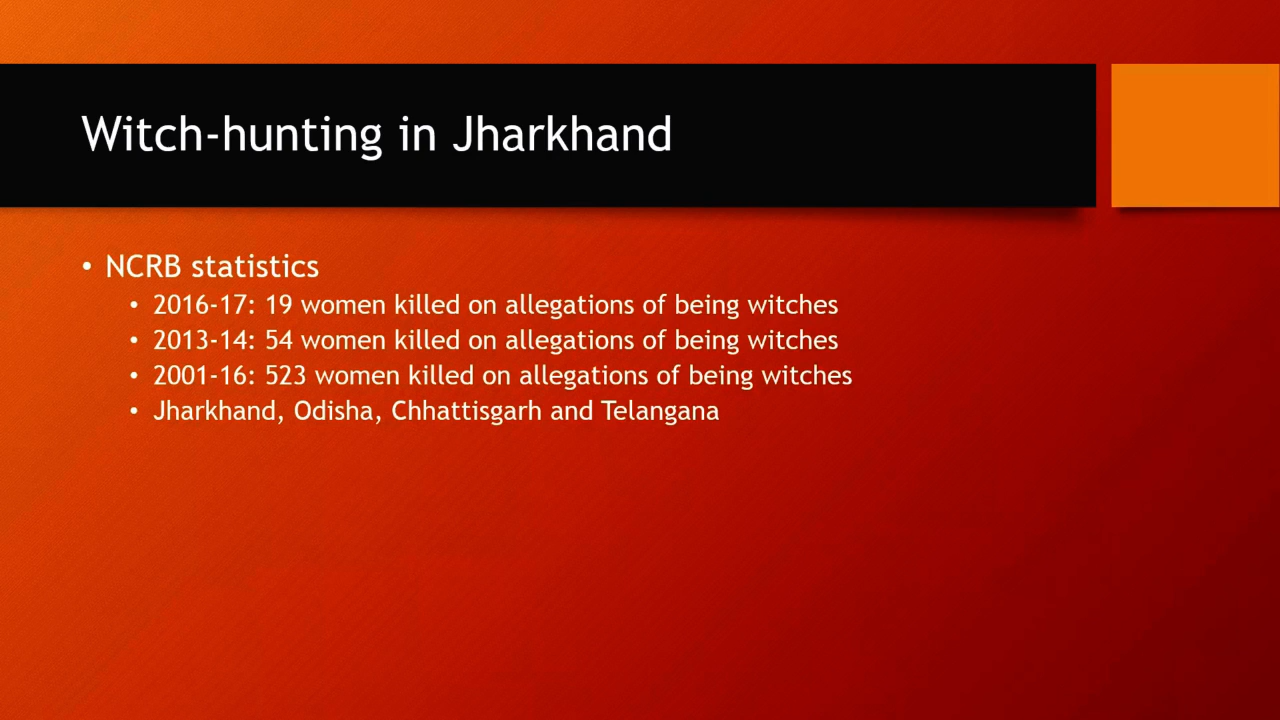 Witch-hunting in Jharkhand
• NCRB statistics
• 2016-17: 19 women killed on allegations of being witches
• 2013-14: 54 women killed on allegations of being witches
• 2001-16: 523 women killed on allegations of being witches
• Jharkhand, Odisha, Chhattisgarh and Telangana